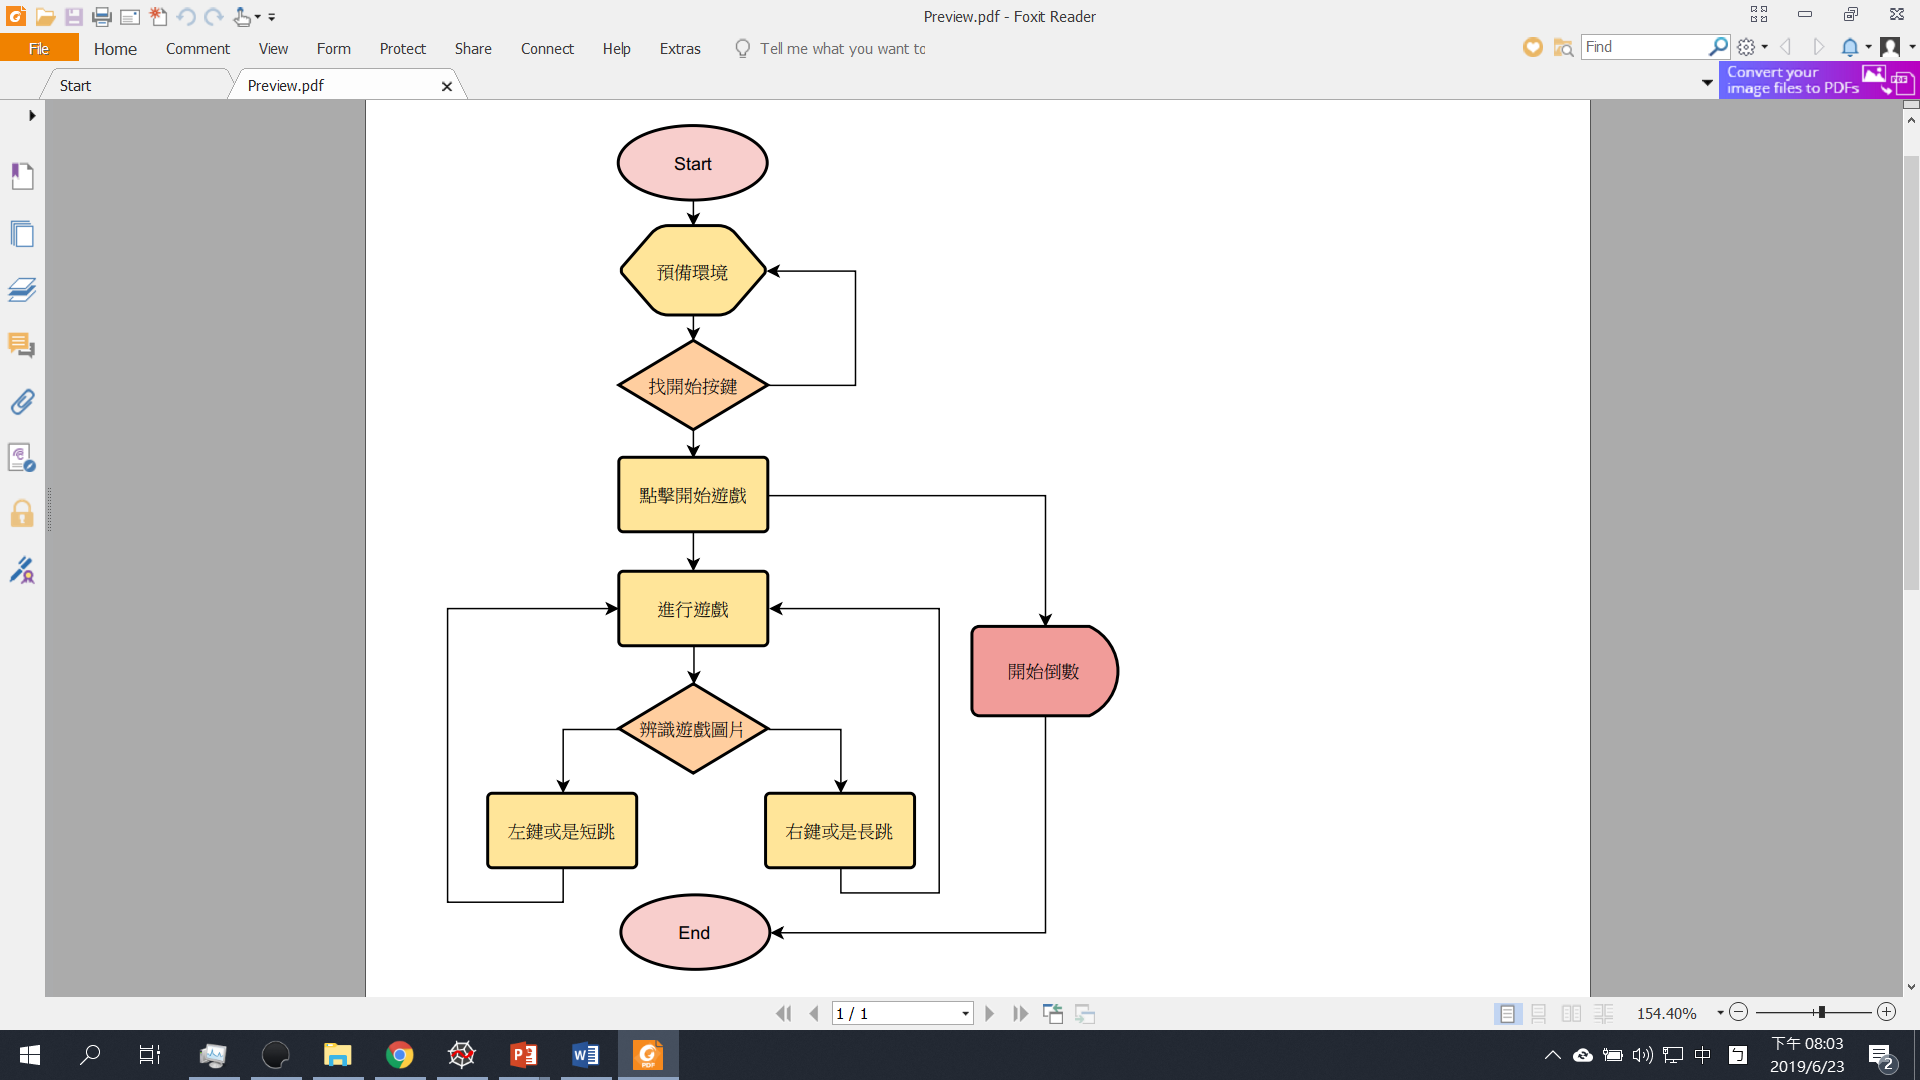 Preview.pdf - Foxit Reader
File Home Comment View Form Protect Share Connect Help Extras Tell me what you want to
Find
Start Preview.pdf
Convert your
image files to PDFs
Start
預備環境
找開始按鍵
點擊開始遊戲
進行遊戲
開始倒數
辨識遊戲圖片
左鍵或是短跳 右鍵或是長跳
End
1 / 1
154.40%
下午 08:03
中
2019/6/23
2